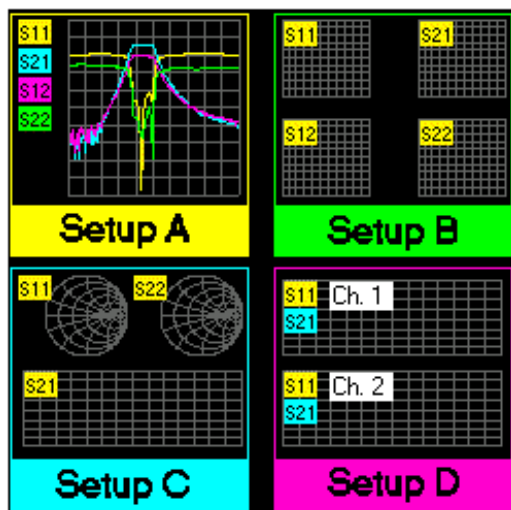 S11
S21
S12
S22
Setup A
S11 S21
S12 S22
Setup B
S11 S22
S21
Setup C
S11 Ch. 1
S21
S11 Ch. 2
S21
Setup D